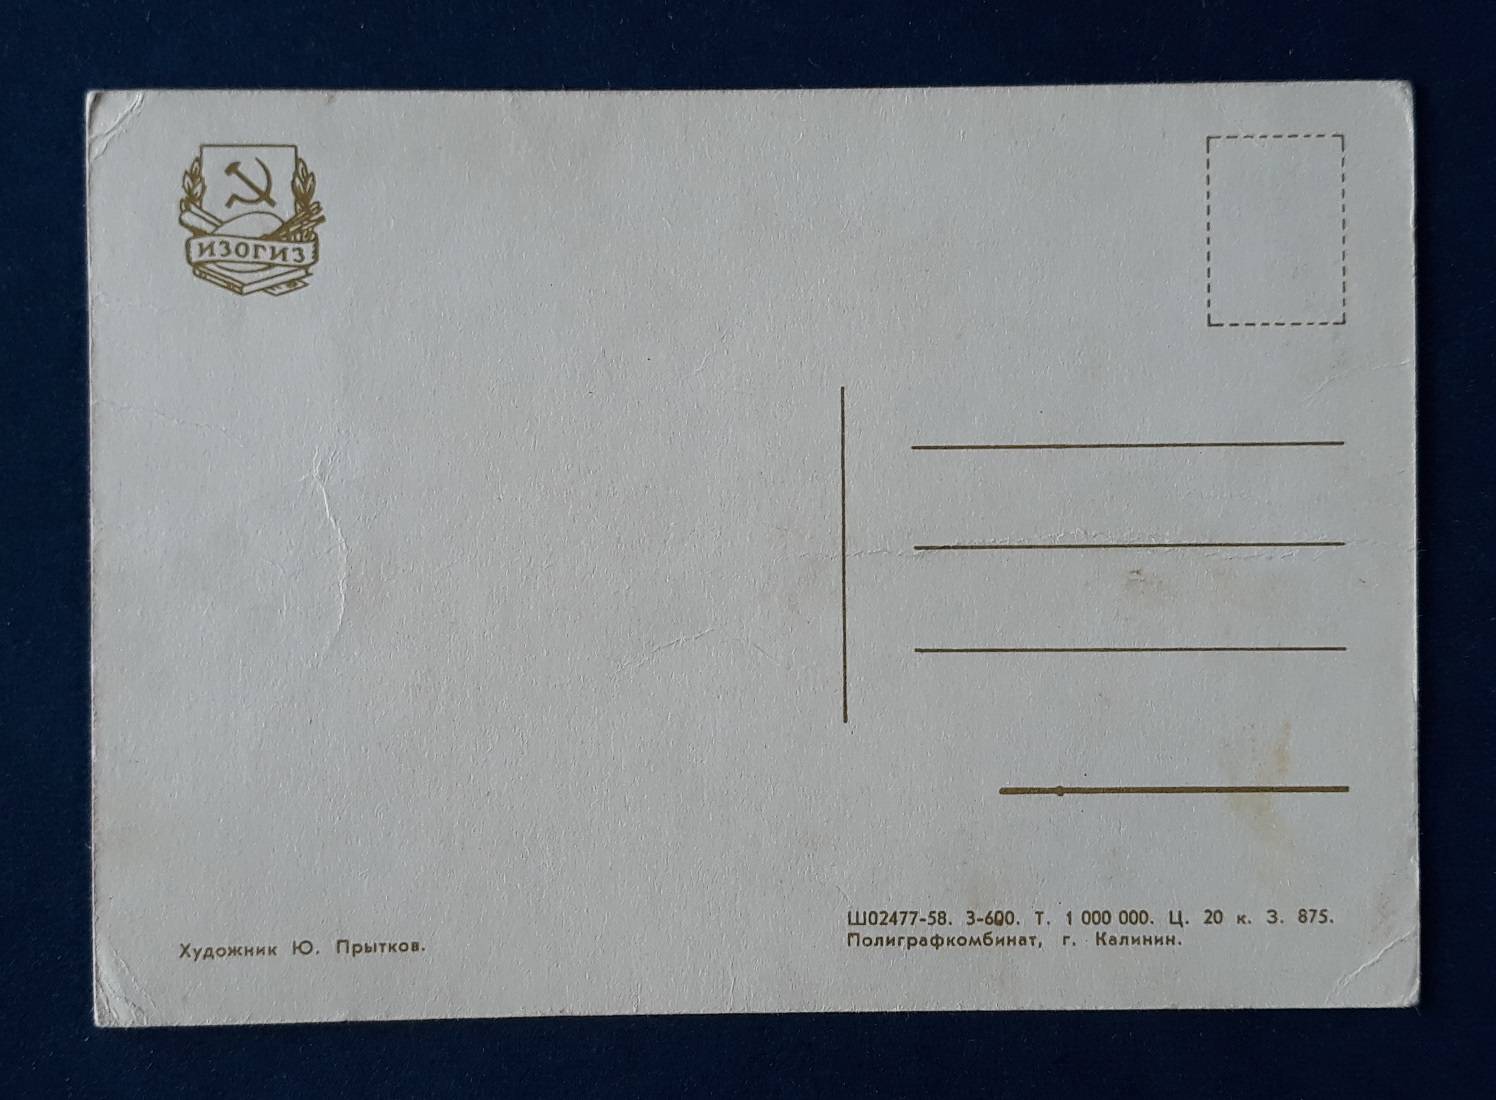 ИЗОГИЗ
Ш02477-58. З-600. Т. 1 000 000. Ц. 20 к. З. 875.
Полиграфкомбинат, г. Калинин.
Художник Ю. Прытков.